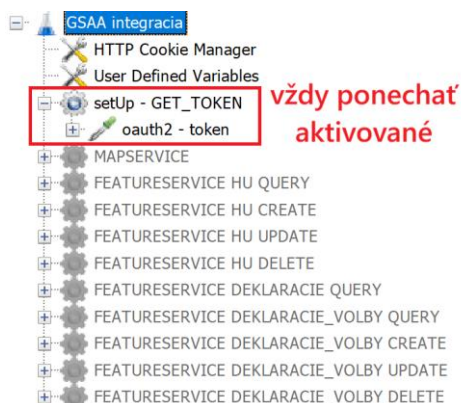 GSAA integracia
HTTP Cookie Manager
User Defined Variables
setUp - GET_TOKEN
oauth2 - token
vždy ponechať
aktivované
MAPSERVICE
FEATURESERVICE HU QUERY
FEATURESERVICE HU CREATE
FEATURESERVICE HU UPDATE
FEATURESERVICE HU DELETE
FEATURESERVICE DEKLARACIE QUERY
FEATURESERVICE DEKLARACIE_VOLBY QUERY
FEATURESERVICE DEKLARACIE_VOLBY CREATE
FEATURESERVICE DEKLARACIE_VOLBY UPDATE
FEATURESERVICE DEKLARACIE_VOLBY DELETE